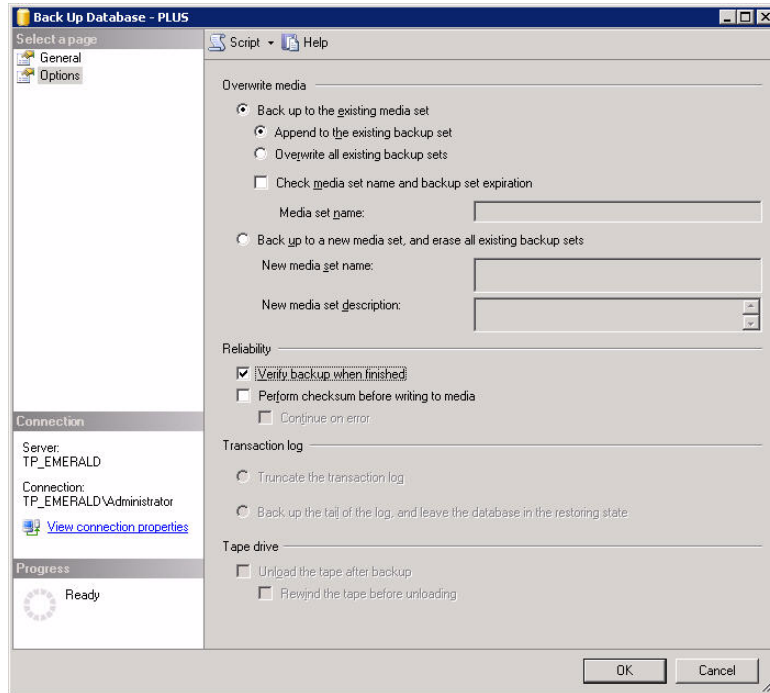 Back Up Database - PLUS
Select a page
General
Options
Script Help
Overwrite media
Back up to the existing media set
Append to the existing backup set
Overwrite all existing backup sets
Check media set name and backup set expiration
Media set name:
Back up to a new media set, and erase all existing backup sets
New media set name:
New media set description:
Reliability
Verify backup when finished
Perform checksum before writing to media
Continue on error
Transaction log
Truncate the transaction log
Back up the tail of the log, and leave the database in the restoring state
Tape drive
Unload the tape after backup
Rewind the tape before unloading
Connection
Server:
TP_EMERALD
Connection:
TP_EMERALD\Administrator
View connection properties
Progress
Ready
OK Cancel